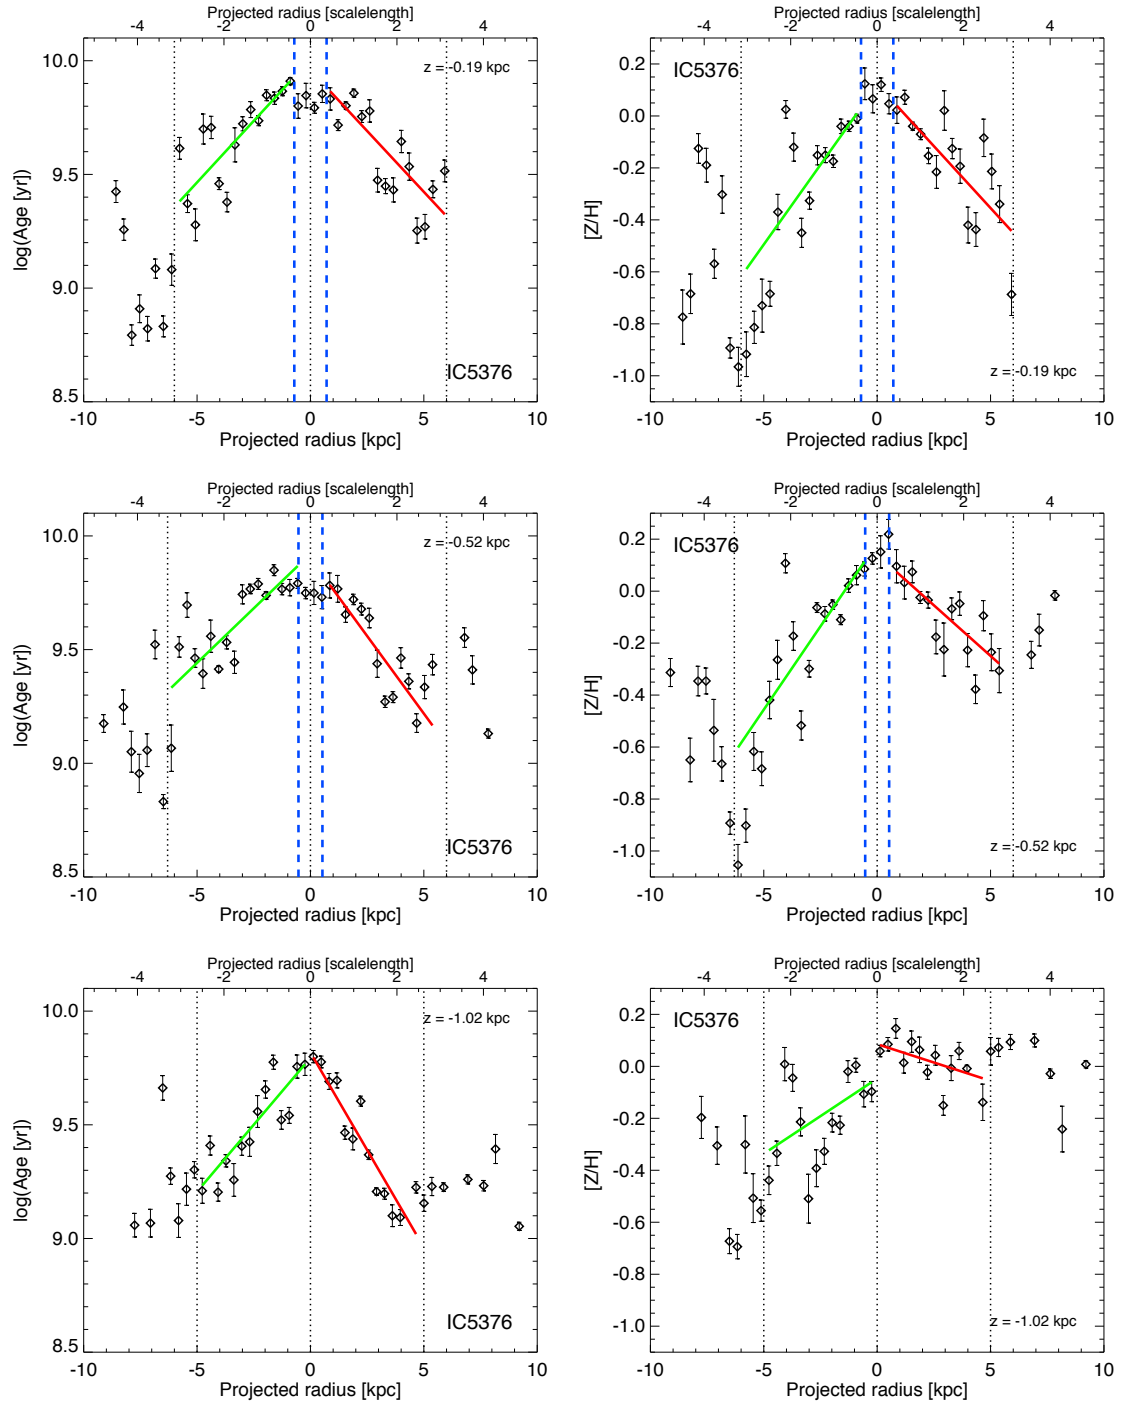 Projected radius [scalelength]
-4 -2 0 2 4
10.0
9.5
9.0
8.5
log(Age [yr])
z = -0.19 kpc
IC5376
-10 -5 0 5 10
Projected radius [kpc]
Projected radius [scalelength]
-4 -2 0 2 4
0.2
0.0
-0.2
-0.4
-0.6
-0.8
-1.0
[Z/H]
IC5376
z = -0.19 kpc
-10 -5 0 5 10
Projected radius [kpc]
Projected radius [scalelength]
-4 -2 0 2 4
10.0
9.5
9.0
8.5
log(Age [yr])
z = -0.52 kpc
IC5376
-10 -5 0 5 10
Projected radius [kpc]
Projected radius [scalelength]
-4 -2 0 2 4
0.2
0.0
-0.2
-0.4
-0.6
-0.8
-1.0
[Z/H]
IC5376
z = -0.52 kpc
-10 -5 0 5 10
Projected radius [kpc]
Projected radius [scalelength]
-4 -2 0 2 4
10.0
9.5
9.0
8.5
log(Age [yr])
z = -1.02 kpc
IC5376
-10 -5 0 5 10
Projected radius [kpc]
Projected radius [scalelength]
-4 -2 0 2 4
0.2
0.0
-0.2
-0.4
-0.6
-0.8
-1.0
[Z/H]
IC5376
z = -1.02 kpc
-10 -5 0 5 10
Projected radius [kpc]